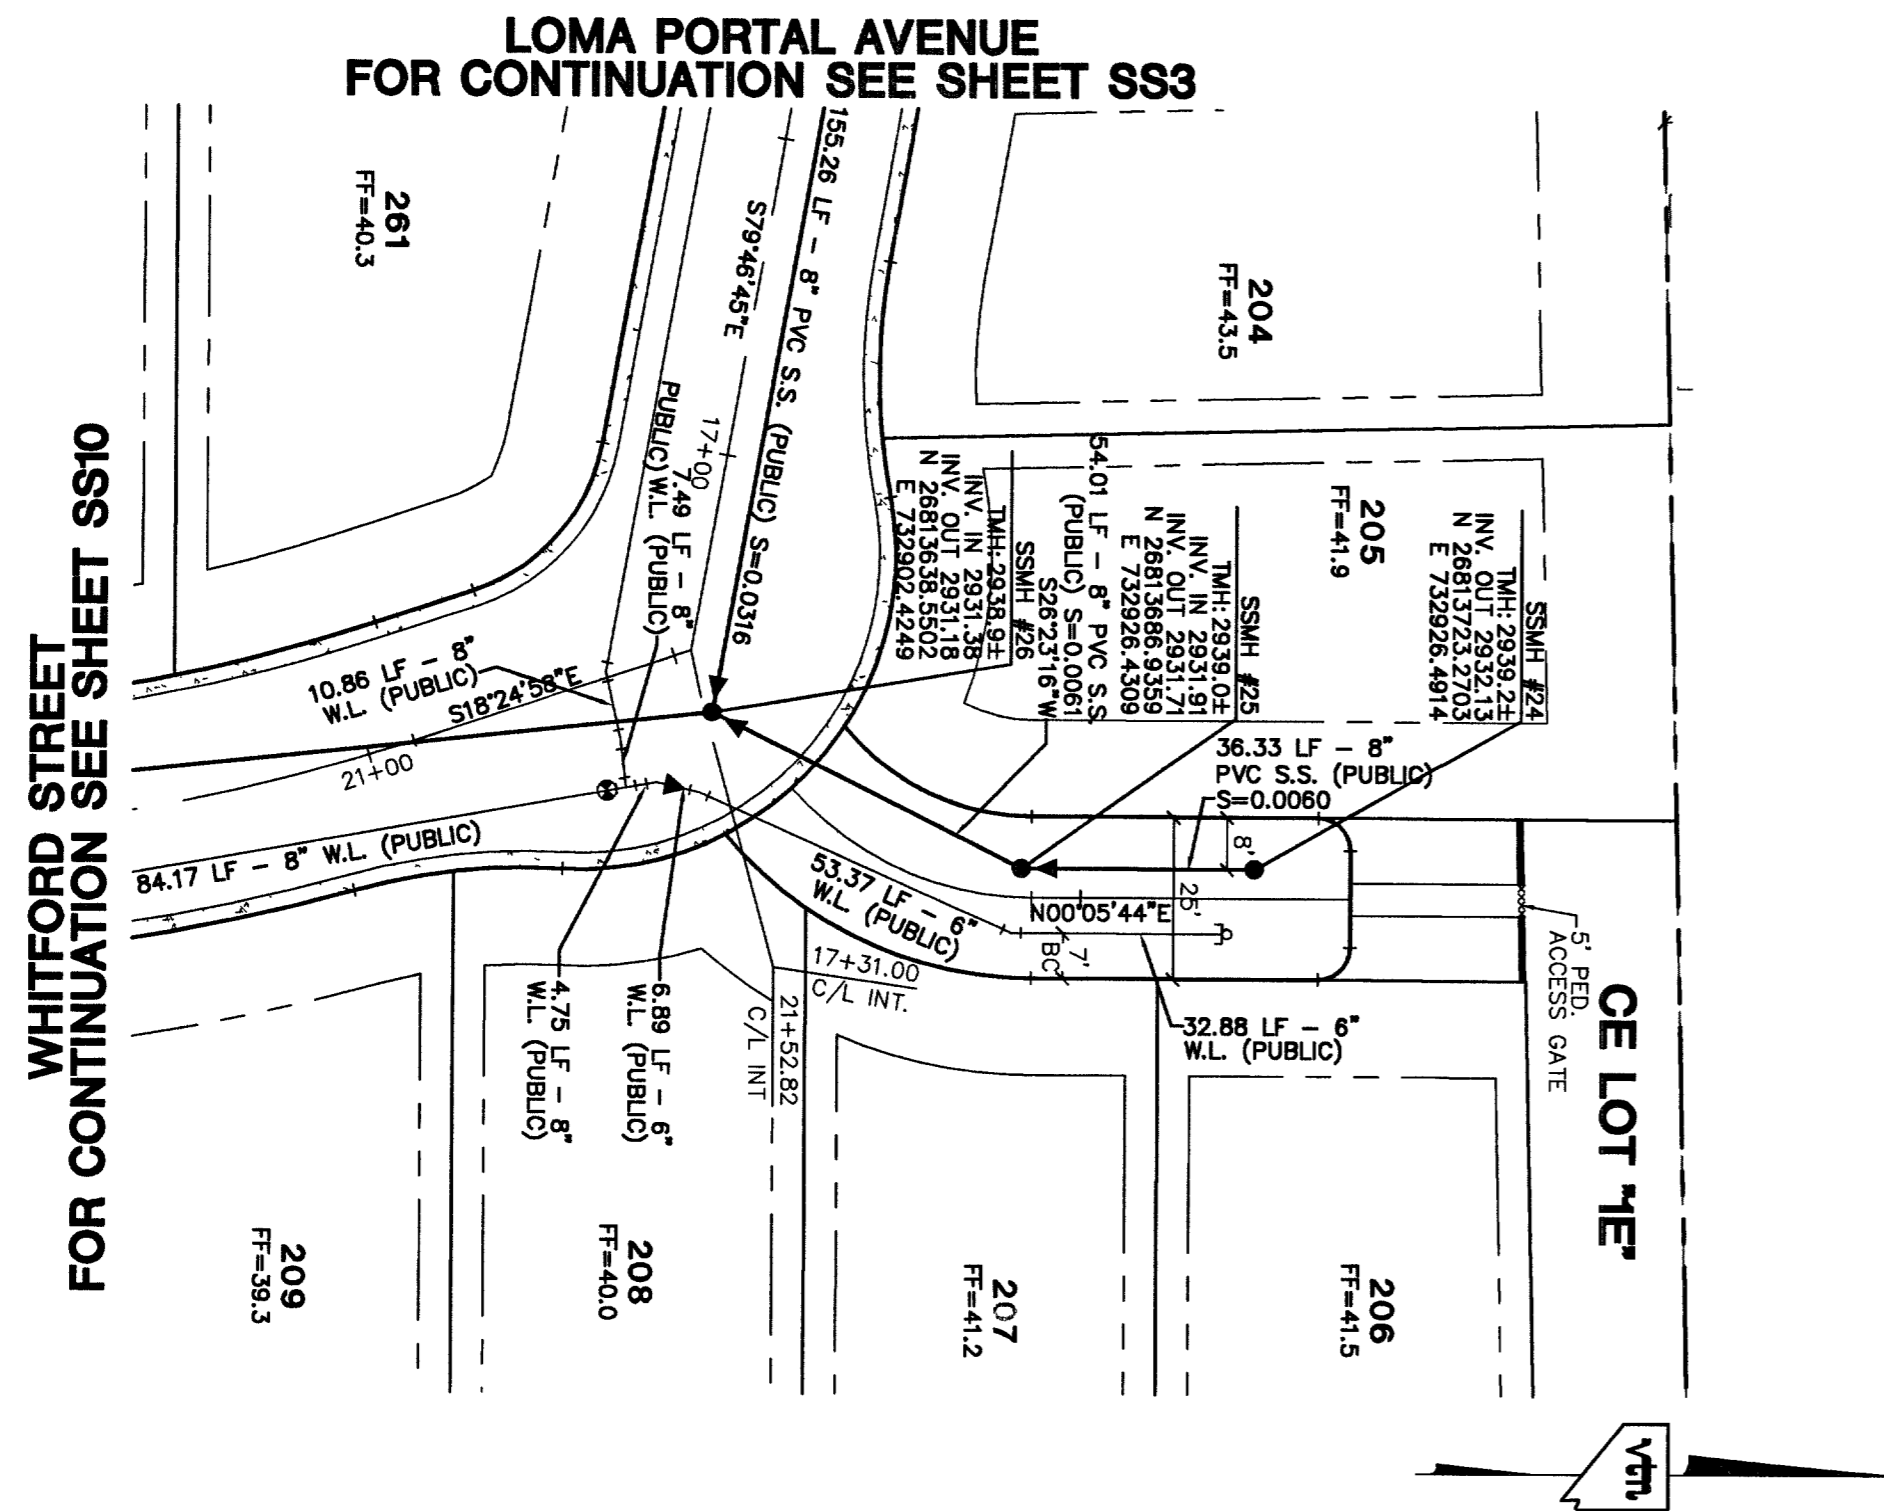 LOMA PORTAL AVENUE
FOR CONTINUATION SEE SHEET SS3
WHITFORD STREET
FOR CONTINUATION SEE SHEET SS10
261
FF=40.3
204
FF=43.5
205
FF=41.9
155.26 LF - 8" PVC S.S. (PUBLIC) S=0.0316
S79°46'45"E
17+00
7.49 LF - 8"
PUBLIC) W.L. (PUBLIC)
10.86 LF - 8"
W.L. (PUBLIC)
S18°24'58"E
21+00
84.17 LF - 8" W.L. (PUBLIC)
SSMH #26
TMH: 2938.9±
INV. IN 2931.38
INV. OUT 2931.18
N 26813638.5502
E 732902.4249
54.01 LF - 8" PVC S.S.
(PUBLIC) S=0.0061
S26°23'16"W
SSMH #25
TMH: 2939.0±
INV. IN 2931.91
INV. OUT 2931.71
N 26813686.9359
E 732926.4309
SSMH #24
TMH: 2939.2±
INV. OUT 2932.13
N 26813723.2703
E 732926.4914
36.33 LF - 8"
PVC S.S. (PUBLIC)
S=0.0060
8'
25'
N00°05'44"E
7'
BC
53.37 LF - 6"
W.L. (PUBLIC)
17+31.00
C/L INT.
21+52.82
C/L INT
6.89 LF - 6"
W.L. (PUBLIC)
4.75 LF - 8"
W.L. (PUBLIC)
32.88 LF - 6"
W.L. (PUBLIC)
5' PED.
ACCESS GATE
CE LOT "1E"
209
FF=39.3
208
FF=40.0
207
FF=41.2
206
FF=41.5
vtn